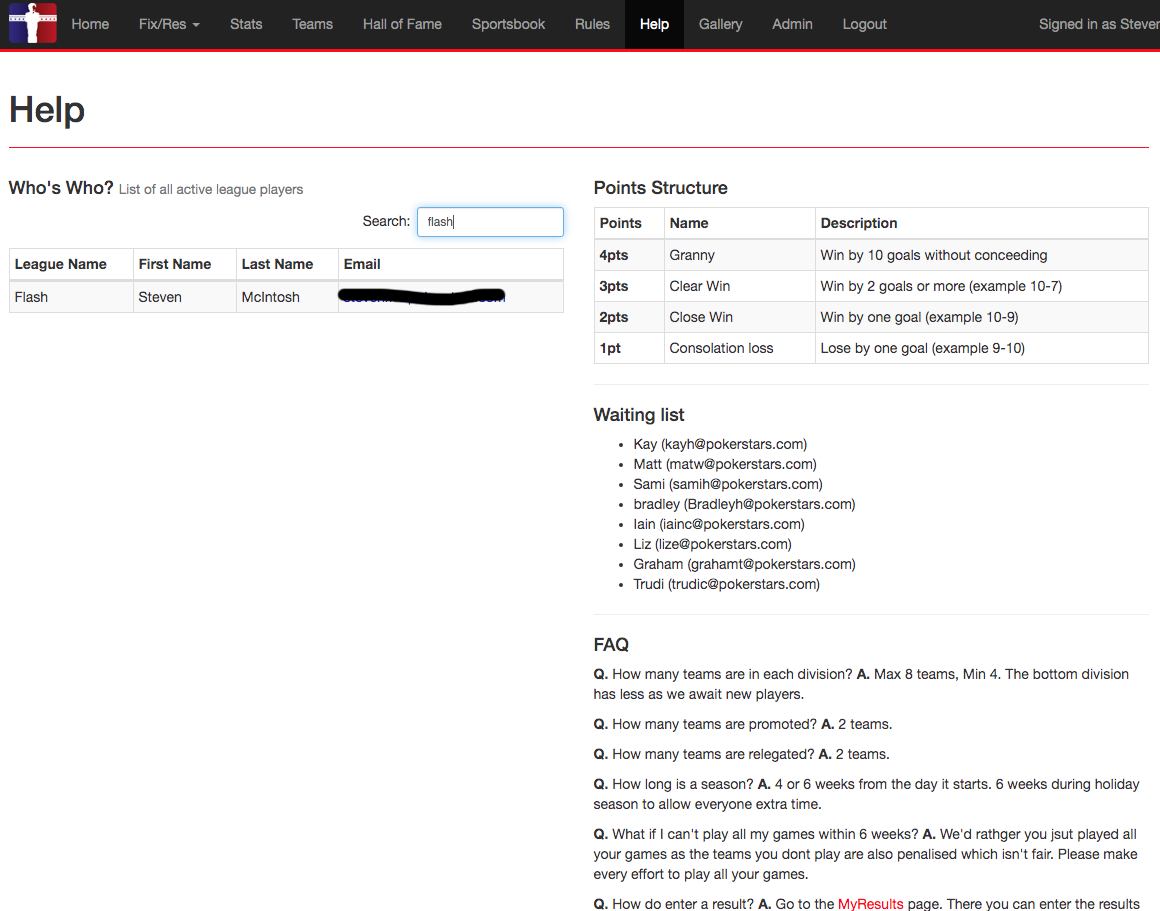 Home Fix/Res Stats Teams Hall of Fame Sportsbook Rules Help Gallery Admin Logout Signed in as Steven
Help
Who's Who? List of all active league players
Search: flash
League Name First Name Last Name Email
Flash Steven McIntosh
Points Structure
Points Name Description
4pts Granny Win by 10 goals without conceeding
3pts Clear Win Win by 2 goals or more (example 10-7)
2pts Close Win Win by one goal (example 10-9)
1pt Consolation loss Lose by one goal (example 9-10)
Waiting list
• Kay (kayh@pokerstars.com)
• Matt (matw@pokerstars.com)
• Sami (samih@pokerstars.com)
• bradley (Bradleyh@pokerstars.com)
• Iain (iainc@pokerstars.com)
• Liz (lize@pokerstars.com)
• Graham (grahamt@pokerstars.com)
• Trudi (trudic@pokerstars.com)
FAQ
Q. How many teams are in each division? A. Max 8 teams, Min 4. The bottom division
has less as we await new players.
Q. How many teams are promoted? A. 2 teams.
Q. How many teams are relegated? A. 2 teams.
Q. How long is a season? A. 4 or 6 weeks from the day it starts. 6 weeks during holiday
season to allow everyone extra time.
Q. What if I can't play all my games within 6 weeks? A. We'd rathger you jsut played all
your games as the teams you dont play are also penalised which isn't fair. Please make
every effort to play all your games.
Q. How do enter a result? A. Go to the MyResults page. There you can enter the results